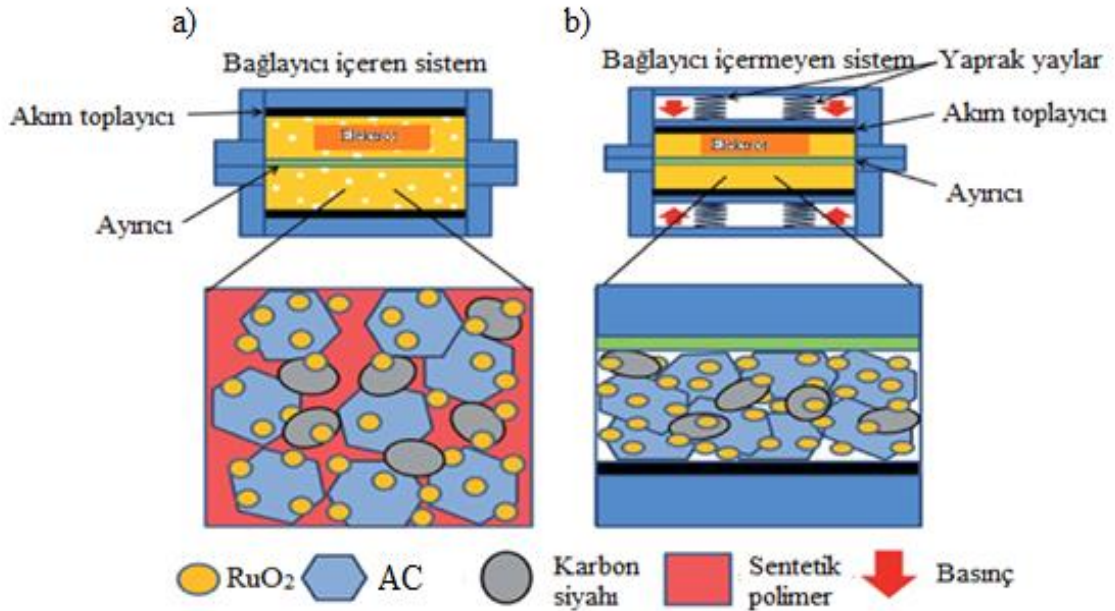 a)
Bağlayıcı içeren sistem
Akım toplayıcı
Elektrot
Ayırıcı
b)
Bağlayıcı içermeyen sistem
Yaprak yaylar
Akım toplayıcı
Elektrot
Ayırıcı
RuO₂
AC
Karbon
siyahı
Sentetik
polimer
Basınç